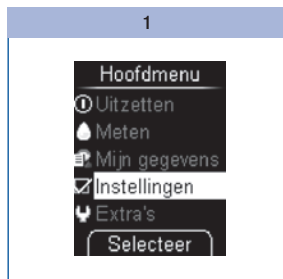 1
Hoofdmenu
Uitzetten
Meten
Mijn gegevens
Instellingen
Extra's
Selecteer